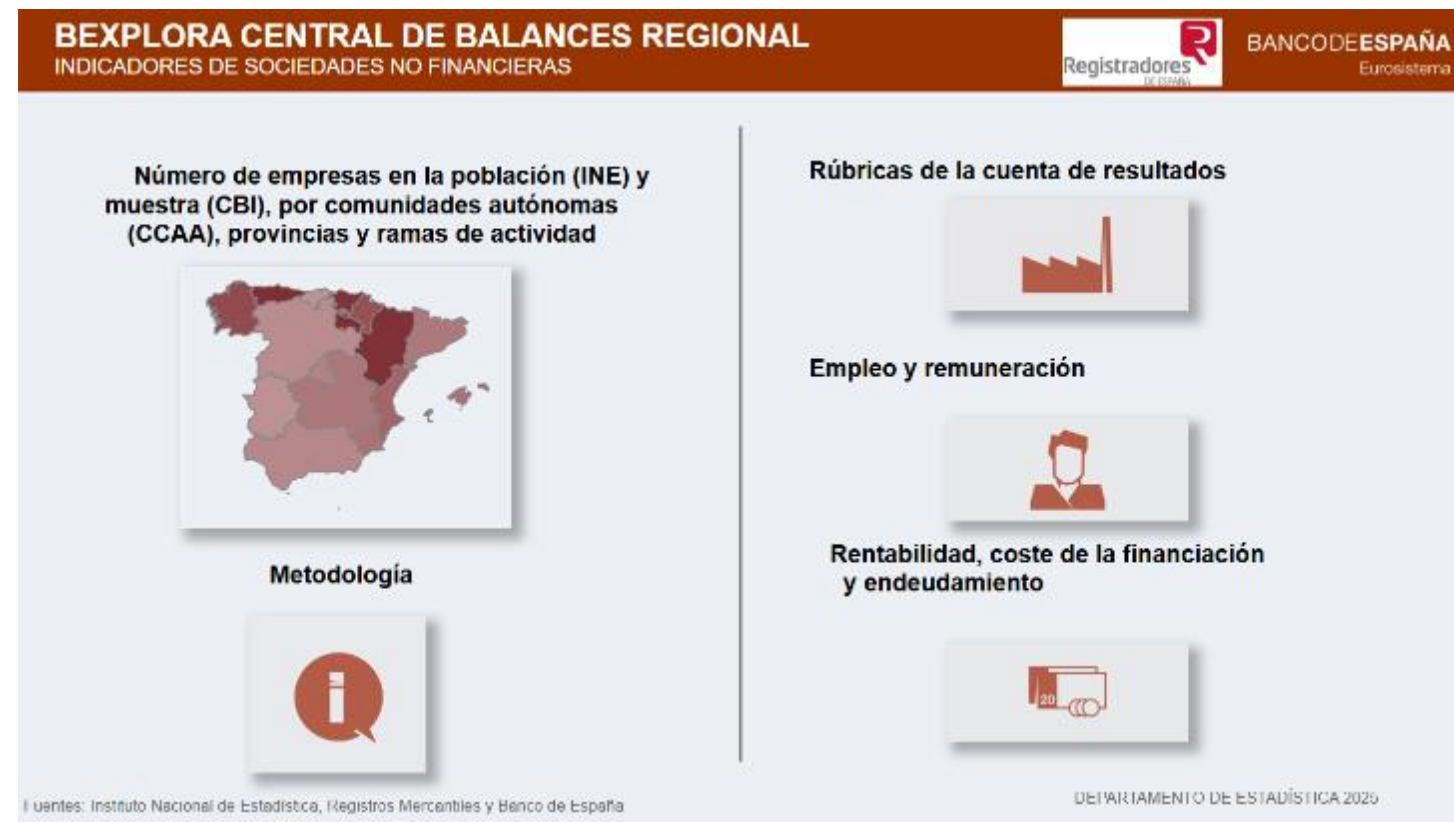 BEXPLORA CENTRAL DE BALANCES REGIONAL
INDICADORES DE SOCIEDADES NO FINANCIERAS
Registradores
DE ESPAÑA
BANCODEESPAÑA
Eurosistema
Número de empresas en la población (INE) y
muestra (CBI), por comunidades autónomas
(CCAA), provincias y ramas de actividad
Metodología
i
Rúbricas de la cuenta de resultados
Empleo y remuneración
Rentabilidad, coste de la financiación
y endeudamiento
20
Fuentes: Instituto Nacional de Estadística, Registros Mercantiles y Banco de España
DEPARTAMENTO DE ESTADÍSTICA 2025